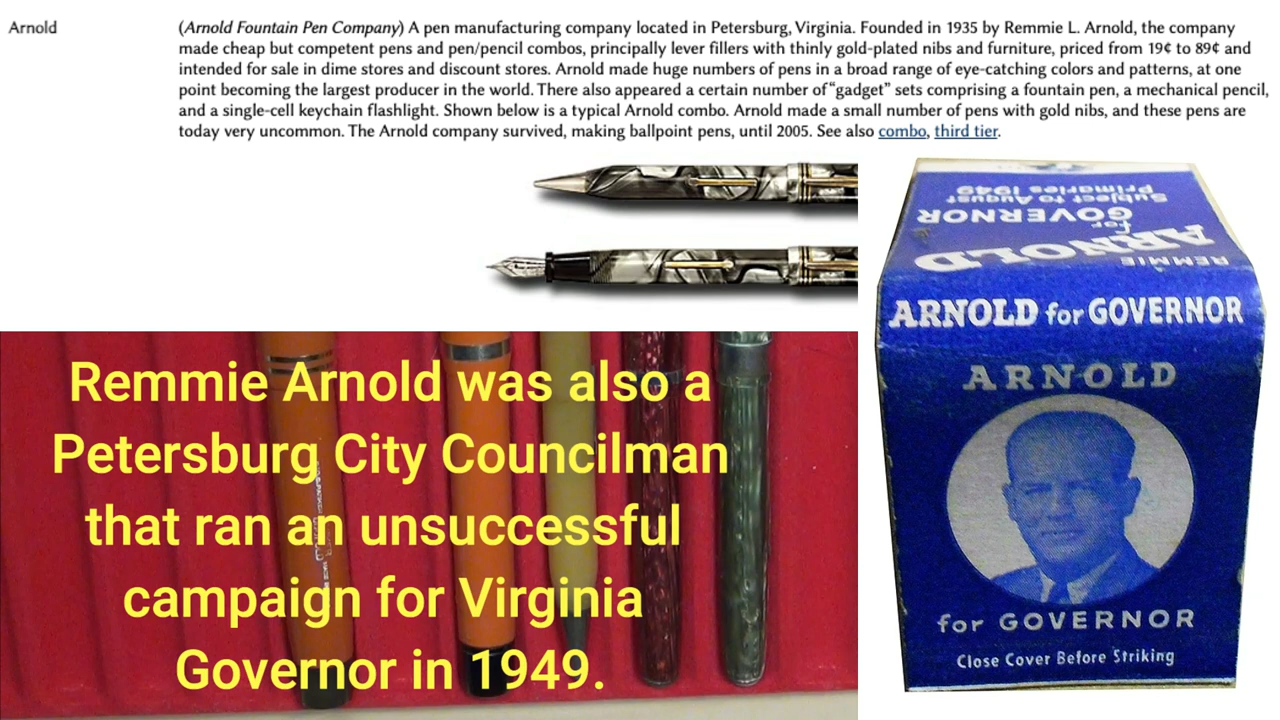 Arnold
(Arnold Fountain Pen Company) A pen manufacturing company located in Petersburg, Virginia. Founded in 1935 by Remmie L. Arnold, the company
made cheap but competent pens and pen/pencil combos, principally lever fillers with thinly gold-plated nibs and furniture, priced from 19¢ to 89¢ and
intended for sale in dime stores and discount stores. Arnold made huge numbers of pens in a broad range of eye-catching colors and patterns, at one
point becoming the largest producer in the world. There also appeared a certain number of “gadget” sets comprising a fountain pen, a mechanical pencil,
and a single-cell keychain flashlight. Shown below is a typical Arnold combo. Arnold made a small number of pens with gold nibs, and these pens are
today very uncommon. The Arnold company survived, making ballpoint pens, until 2005. See also combo, third tier.
Remmie Arnold was also a
Petersburg City Councilman
that ran an unsuccessful
campaign for Virginia
Governor in 1949.
REMMIE
ARNOLD
for
GOVERNOR
Subject to August
Primaries 1949
ARNOLD for GOVERNOR
ARNOLD
for GOVERNOR
Close Cover Before Striking